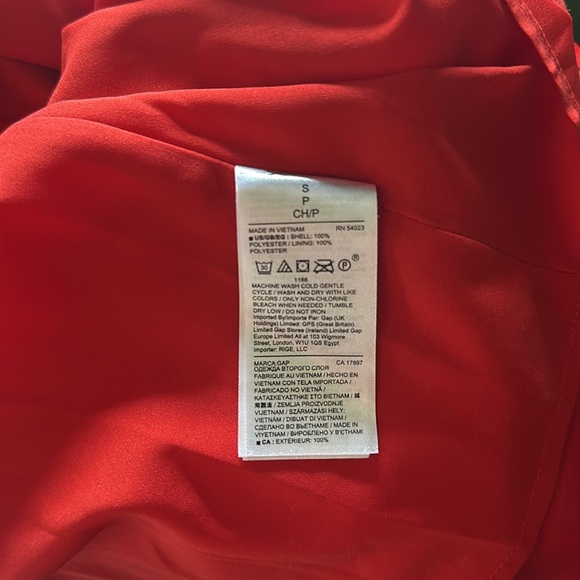 S
P
CH/P
MADE IN VIETNAM RN 54023
■ US/GB/EG : SHELL: 100%
POLYESTER / LINING: 100%
POLYESTER
30 P ®
1166
MACHINE WASH COLD GENTLE
CYCLE / WASH AND DRY WITH LIKE
COLORS / ONLY NON-CHLORINE
BLEACH WHEN NEEDED / TUMBLE
DRY LOW / DO NOT IRON
Imported By/Importe Par: Gap (UK
Holdings) Limited: GPS (Great Britain)
Limited Gap Stores (Ireland) Limited Gap
Europe Limited All at 103 Wigmore
Street, London. W1U 1QS Egypt
Importer: RIGE, LLC
MARCA:GAP CA 17897
ОДЕЖДА ВТОРОГО СЛОЯ
FABRIQUE AU VIETNAM / HECHO EN
VIETNAM CON TELA IMPORTADA /
FABRICADO NO VIETNÃ /
ΚΑΤΑΣΚΕΥΑΣΤΗΚΕ ΣΤΟ ΒΙΕΤΝΑΜ / 越
南製造 / ZEMLJA PROIZVODNJE
VIJETNAM / SZÁRMAZÁSI HELY:
VIETNÁM / DIBUAT DI VIETNAM /
СДЕЛАНО ВО ВЬЕТНАМЕ / MADE IN
VIYETNAM / ВИРОБЛЕНО У В'ЄТНАМІ
■ CA : EXTÉRIEUR: 100%